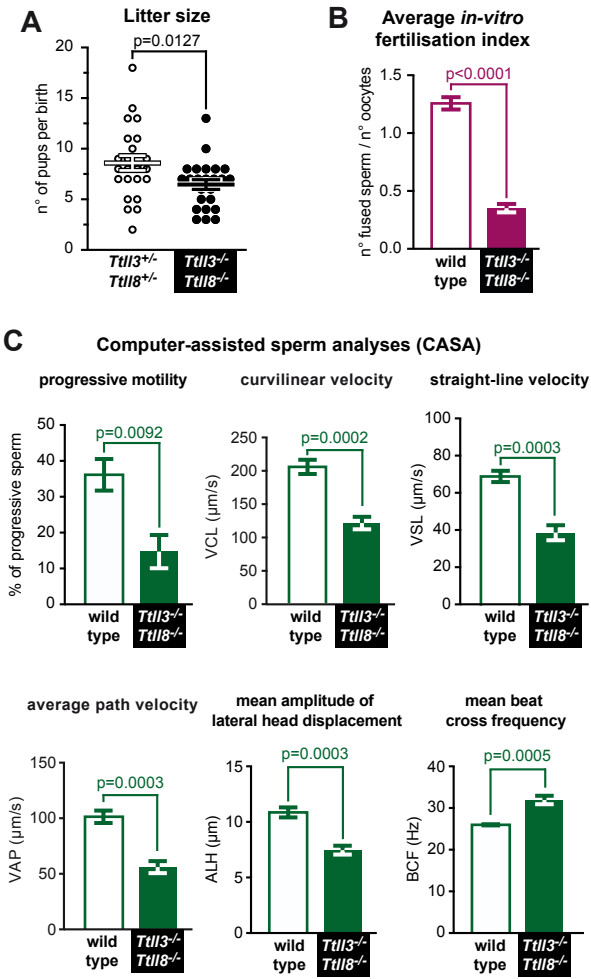 A
Litter size
p=0.0127
n° of pups per birth
20
15
10
5
0
Ttll3+/-
Ttll8+/-
Ttll3-/-
Ttll8-/-
B
Average in-vitro
fertilisation index
p<0.0001
n° fused sperm / n° oocytes
1.5
1.0
0.5
0.0
wild
type
Ttll3-/-
Ttll8-/-
C
Computer-assisted sperm analyses (CASA)
progressive motility
p=0.0092
% of progressive sperm
50
40
30
20
10
0
wild
type
Ttll3-/-
Ttll8-/-
curvilinear velocity
p=0.0002
VCL (µm/s)
250
200
150
100
50
0
wild
type
Ttll3-/-
Ttll8-/-
straight-line velocity
p=0.0003
VSL (µm/s)
100
80
60
40
20
0
wild
type
Ttll3-/-
Ttll8-/-
average path velocity
p=0.0003
VAP (µm/s)
150
100
50
0
wild
type
Ttll3-/-
Ttll8-/-
mean amplitude of
lateral head displacement
p=0.0003
ALH (µm)
15
10
5
0
wild
type
Ttll3-/-
Ttll8-/-
mean beat
cross frequency
p=0.0005
BCF (Hz)
40
30
20
10
0
wild
type
Ttll3-/-
Ttll8-/-